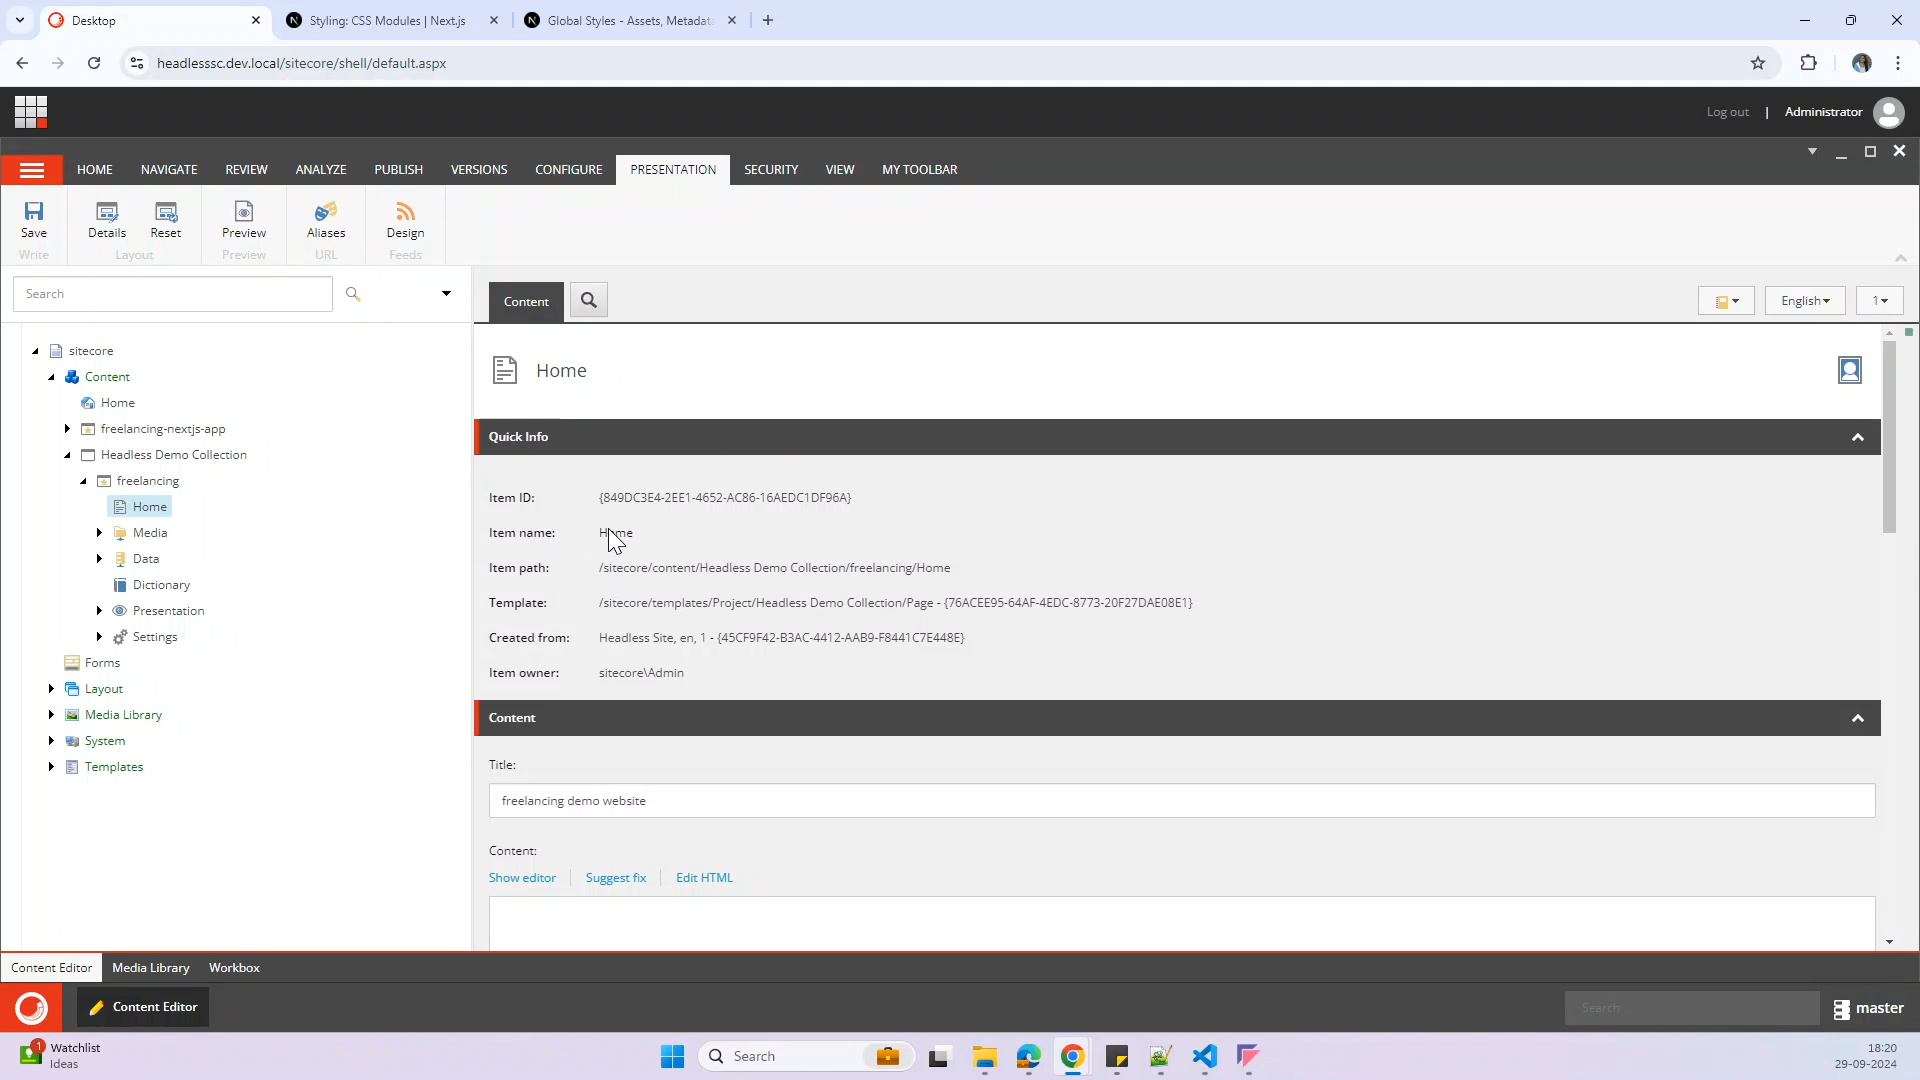 Desktop
Styling: CSS Modules | Next.js
Global Styles - Assets, Metadata
headlesssc.dev.local/sitecore/shell/default.aspx
Log out | Administrator
HOME NAVIGATE REVIEW ANALYZE PUBLISH VERSIONS CONFIGURE PRESENTATION SECURITY VIEW MY TOOLBAR
Save Details Reset Preview Aliases Design
Write Layout Preview URL Feeds
Search
Content
English
1
sitecore
Content
Home
freelancing-nextjs-app
Headless Demo Collection
freelancing
Home
Media
Data
Dictionary
Presentation
Settings
Forms
Layout
Media Library
System
Templates
Home
Quick Info
Item ID: {849DC3E4-2EE1-4652-AC86-16AEDC1DF96A}
Item name: Home
Item path: /sitecore/content/Headless Demo Collection/freelancing/Home
Template: /sitecore/templates/Project/Headless Demo Collection/Page - {76ACEE95-64AF-4EDC-8773-20F27DAE08E1}
Created from: Headless Site, en, 1 - {45CF9F42-B3AC-4412-AAB9-F8441C7E448E}
Item owner: sitecore\Admin
Content
Title:
freelancing demo website
Content:
Show editor Suggest fix Edit HTML
Content Editor Media Library Workbox
Content Editor
Search
master
1
Watchlist
Ideas
Search
18:20
29-09-2024